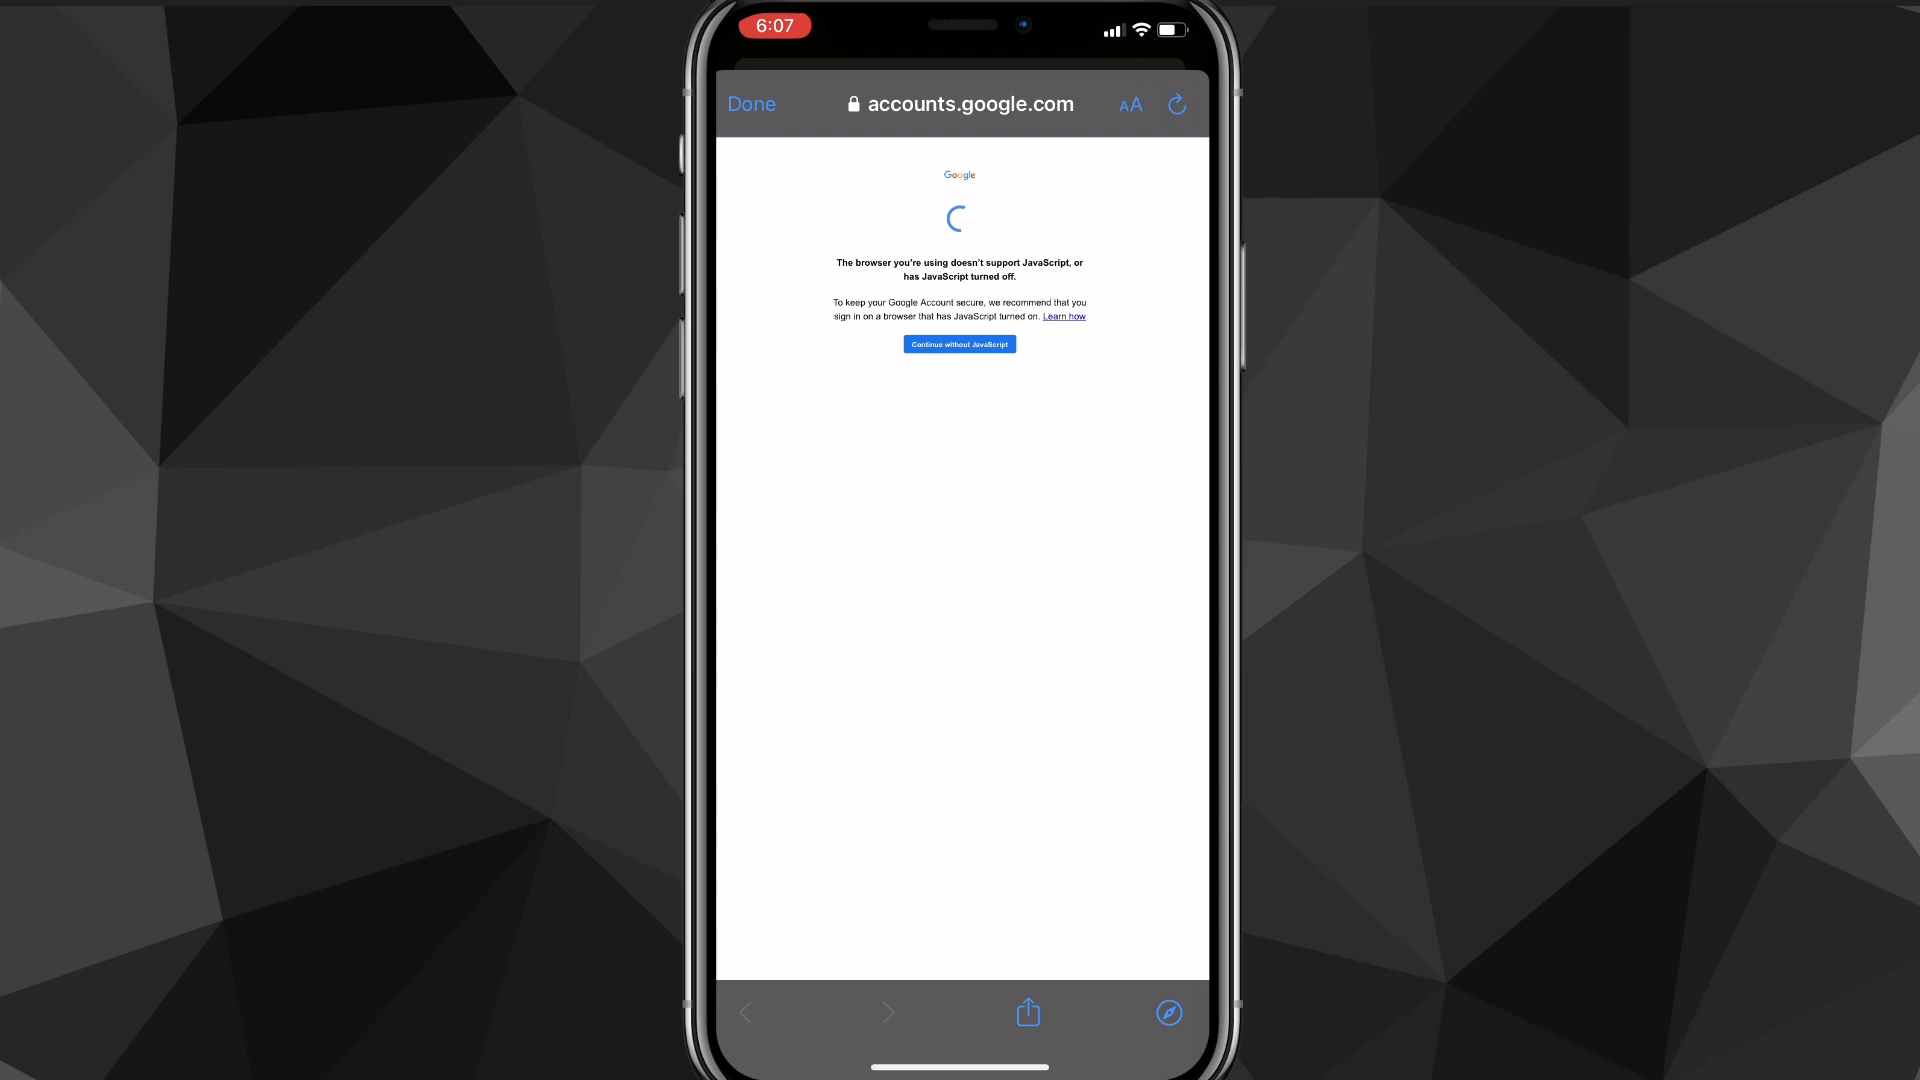 6:07
Done
accounts.google.com
AA
Google
The browser you're using doesn't support JavaScript, or
has JavaScript turned off.
To keep your Google Account secure, we recommend that you
sign in on a browser that has JavaScript turned on. Learn how
Continue without JavaScript